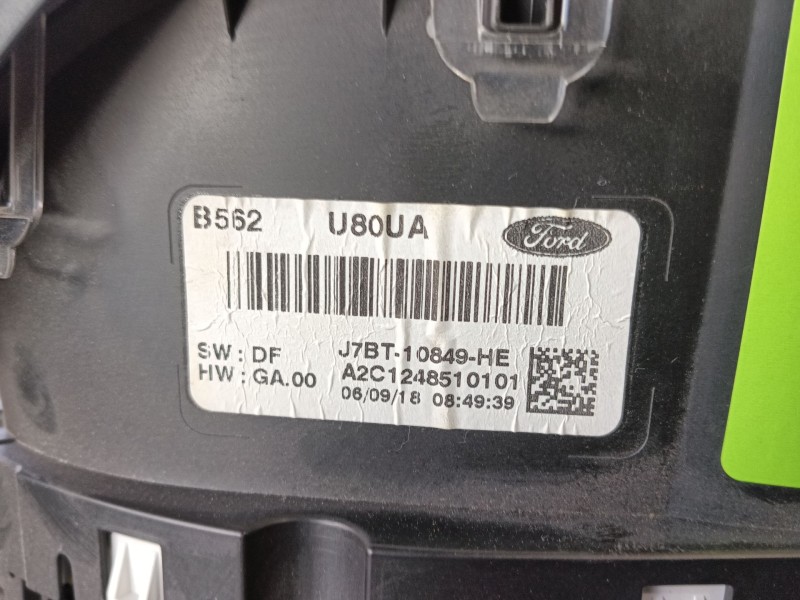 B562 U80UA Ford
SW : DF J7BT-10849-HE
HW : GA.00 A2C1248510101
06/09/18 08:49:39